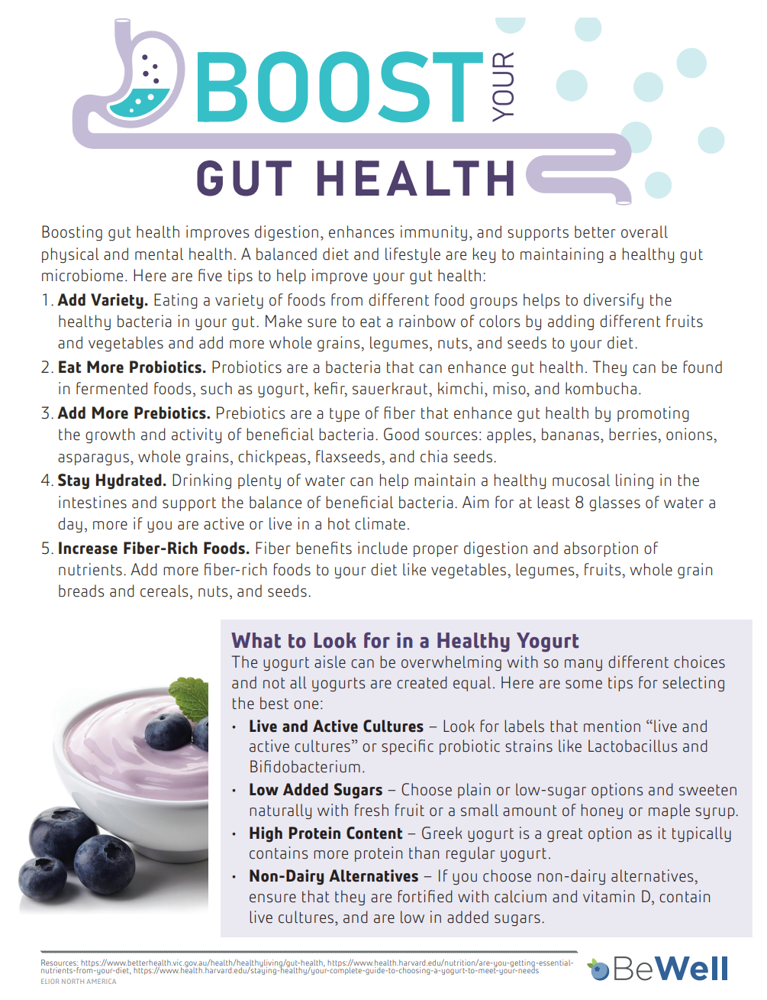 BOOST
YOUR
GUT HEALTH
Boosting gut health improves digestion, enhances immunity, and supports better overall
physical and mental health. A balanced diet and lifestyle are key to maintaining a healthy gut
microbiome. Here are five tips to help improve your gut health:
1. Add Variety. Eating a variety of foods from different food groups helps to diversify the
healthy bacteria in your gut. Make sure to eat a rainbow of colors by adding different fruits
and vegetables and add more whole grains, legumes, nuts, and seeds to your diet.
2. Eat More Probiotics. Probiotics are a bacteria that can enhance gut health. They can be found
in fermented foods, such as yogurt, kefir, sauerkraut, kimchi, miso, and kombucha.
3. Add More Prebiotics. Prebiotics are a type of fiber that enhance gut health by promoting
the growth and activity of beneficial bacteria. Good sources: apples, bananas, berries, onions,
asparagus, whole grains, chickpeas, flaxseeds, and chia seeds.
4. Stay Hydrated. Drinking plenty of water can help maintain a healthy mucosal lining in the
intestines and support the balance of beneficial bacteria. Aim for at least 8 glasses of water a
day, more if you are active or live in a hot climate.
5. Increase Fiber-Rich Foods. Fiber benefits include proper digestion and absorption of
nutrients. Add more fiber-rich foods to your diet like vegetables, legumes, fruits, whole grain
breads and cereals, nuts, and seeds.
What to Look for in a Healthy Yogurt
The yogurt aisle can be overwhelming with so many different choices
and not all yogurts are created equal. Here are some tips for selecting
the best one:
• Live and Active Cultures – Look for labels that mention “live and
active cultures” or specific probiotic strains like Lactobacillus and
Bifidobacterium.
• Low Added Sugars – Choose plain or low-sugar options and sweeten
naturally with fresh fruit or a small amount of honey or maple syrup.
• High Protein Content – Greek yogurt is a great option as it typically
contains more protein than regular yogurt.
• Non-Dairy Alternatives – If you choose non-dairy alternatives,
ensure that they are fortified with calcium and vitamin D, contain
live cultures, and are low in added sugars.
Resources: https://www.betterhealth.vic.gov.au/health/healthyliving/gut-health, https://www.health.harvard.edu/nutrition/are-you-getting-essential-
nutrients-from-your-diet, https://www.health.harvard.edu/staying-healthy/your-complete-guide-to-choosing-a-yogurt-to-meet-your-needs
ELIOR NORTH AMERICA
BeWell